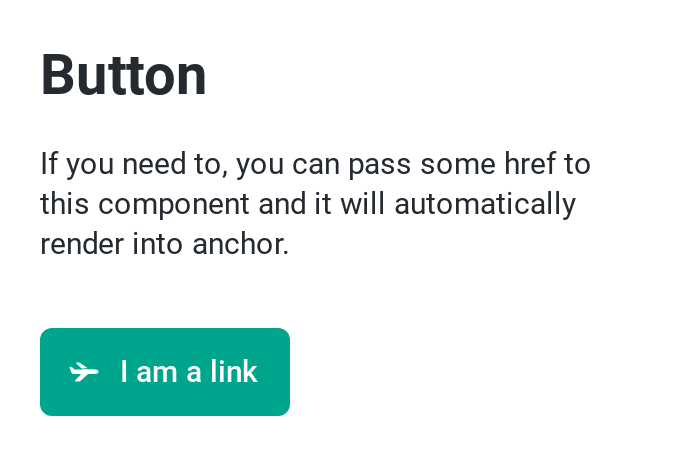 Button
If you need to, you can pass some href to
this component and it will automatically
render into anchor.
I am a link